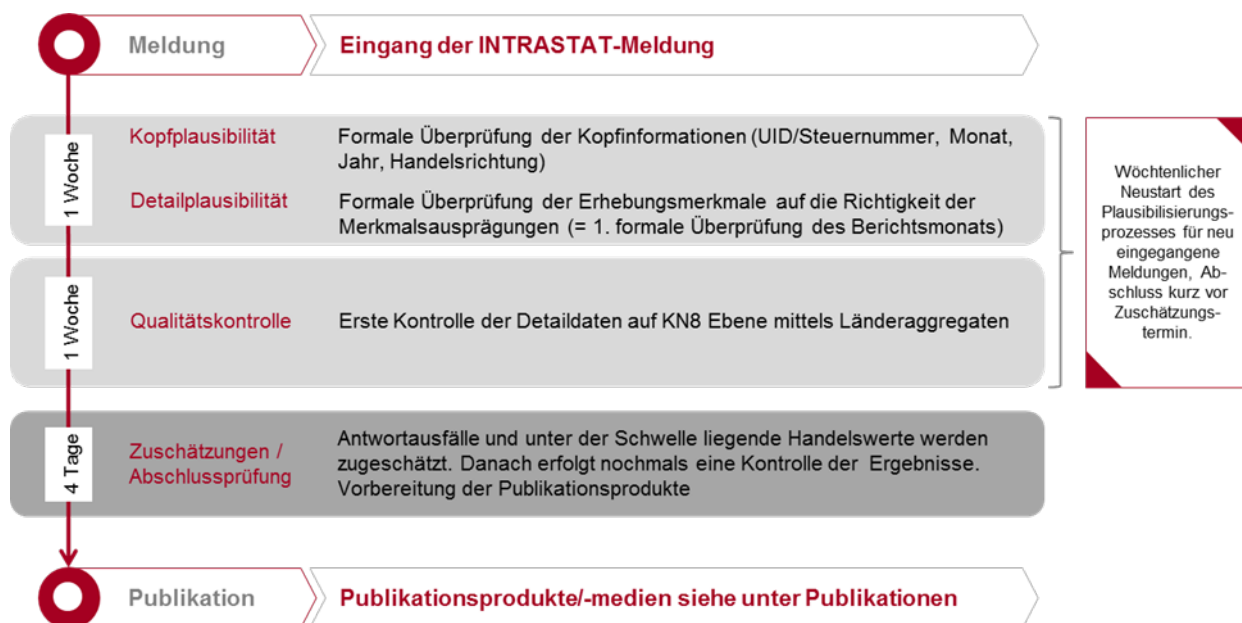 Meldung
Eingang der INTRASTAT-Meldung
1 Woche
Kopfplausibilität
Formale Überprüfung der Kopfinformationen (UID/Steuernummer, Monat,
Jahr, Handelsrichtung)
Detailplausibilität
Formale Überprüfung der Erhebungsmerkmale auf die Richtigkeit der
Merkmalsausprägungen (= 1. formale Überprüfung des Berichtsmonats)
1 Woche
Qualitätskontrolle
Erste Kontrolle der Detaildaten auf KN8 Ebene mittels Länderaggregaten
Wöchtenlicher
Neustart des
Plausibilisierungs-
prozesses für neu
eingegangene
Meldungen, Ab-
schluss kurz vor
Zuschätzungs-
termin.
4 Tage
Zuschätzungen /
Abschlussprüfung
Antwortausfälle und unter der Schwelle liegende Handelswerte werden
zugeschätzt. Danach erfolgt nochmals eine Kontrolle der Ergebnisse.
Vorbereitung der Publikationsprodukte
Publikation
Publikationsprodukte/-medien siehe unter Publikationen